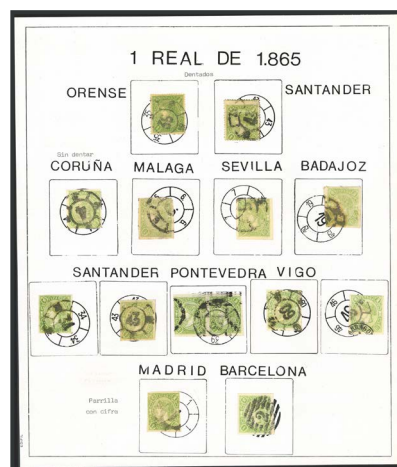 1 REAL DE 1.865
Dentados
ORENSE SANTANDER
Sin dentar
CORUÑA MALAGA SEVILLA BADAJOZ
SANTANDER PONTEVEDRA VIGO
MADRID BARCELONA
Parrilla
con cifra